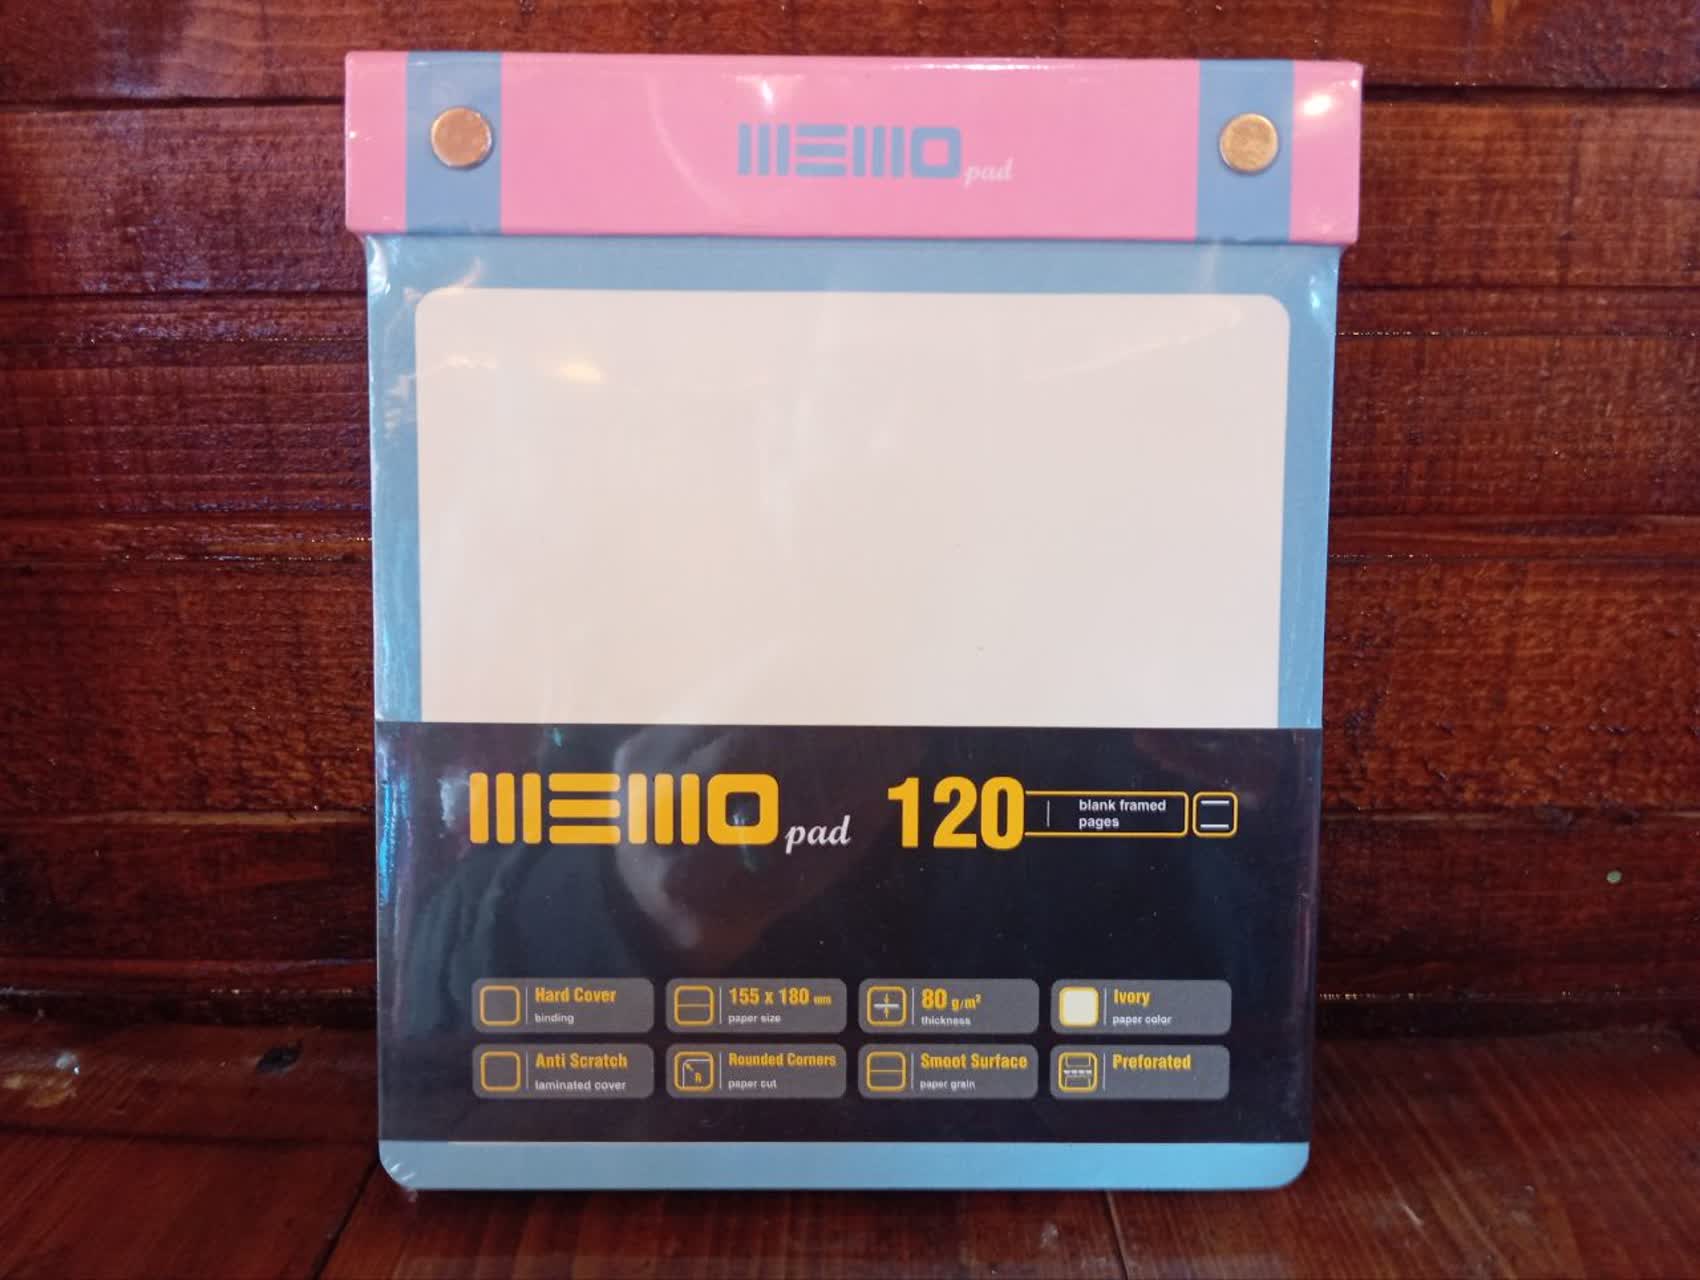 MEMO pad
MEMO pad
120 blank framed
pages
Hard Cover
binding
155 x 180 mm
paper size
80 g/m²
thickness
Ivory
paper color
Anti Scratch
laminated cover
R
Rounded Corners
paper cut
Smoot Surface
paper grain
Preforated